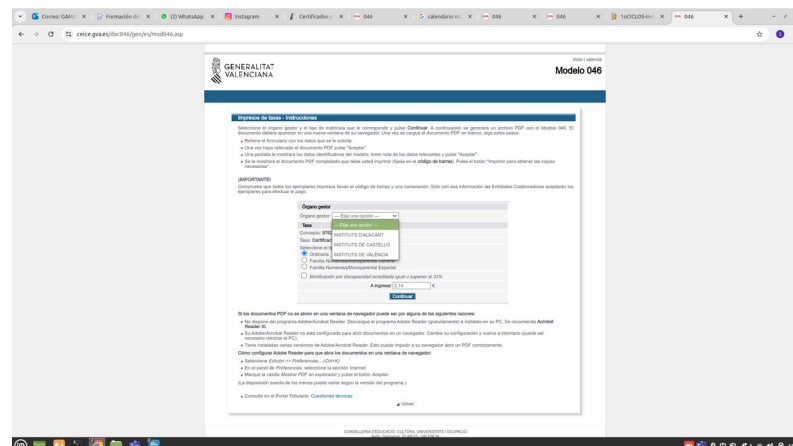 Correo: GAM
Formación de
(2) WhatsApp
Instagram
Certificados y
046
calendario ma
046
046
1oCICLOS-ins
046
ceice.gva.es/doc046/gen/es/mod046.asp
GENERALITAT
VALENCIANA
inicio | valencià
Modelo 046
Impresos de tasas - Instrucciones
Seleccione el órgano gestor y el tipo de matrícula que le corresponde y pulse Continuar. A continuación se generará un archivo PDF con el Modelo 046. El
documento deberá aparecer en una nueva ventana de su navegador. Una vez se cargue el documento PDF en blanco, siga estos pasos:
Rellene el formulario con los datos que se le solicita.
Una vez haya rellenado el documento PDF pulse "Aceptar".
Una pantalla le mostrará los datos identificativos del modelo, tome nota de los datos relevantes y pulse "Aceptar".
Se le mostrará el documento PDF completado que debe usted imprimir (fíjese en el código de barras). Pulse el botón "Imprimir para obtener las copias
necesarias".
¡IMPORTANTE!
Compruebe que todos los ejemplares impresos llevan el código de barras y una numeración. Sólo con esa información las Entidades Colaboradoras aceptarán los
ejemplares para efectuar el pago.
Órgano gestor
Órgano gestor: --- Elija una opción ---
Tasa
--- Elija una opción ---
Concepto: 9762
INSTITUTS D'ALACANT
Tasa: Certificac
INSTITUTS DE CASTELLÓ
Seleccione el ti
INSTITUTS DE VALENCIA
Ordinaria
Familia Numerosa/Monoparental General
Familia Numerosa/Monoparental Especial
Bonificación por discapacidad acreditada igual o superior al 33%
A ingresar 2,14 €
Continuar
Si los documentos PDF no se abren en una ventana de navegador puede ser por alguna de las siguientes razones:
No dispone del programa Adobe/Acrobat Reader. Descargue el programa Adobe Reader (gratuitamente) e instálelo en su PC. Se recomienda Acrobat
Reader XI.
Su Adobe/Acrobat Reader no está configurado para abrir documentos en un navegador. Cambie su configuración y vuelva a intentarlo (puede ser
necesario reiniciar el PC).
Tiene instaladas varias versiones de Adobe/Acrobat Reader. Esto puede impedir a su navegador abrir un PDF correctamente.
Cómo configurar Adobe Reader para que abra los documentos en una ventana de navegador:
Seleccione Edición >> Preferencias... (Ctrl+K)
En el panel de Preferencias, seleccione la sección Internet.
Marque la casilla Mostrar PDF en explorador y pulse el botón Aceptar.
(La disposición exacta de los menús puede variar según la versión del programa.)
Consulte en el Portal Tributario: Cuestiones técnicas
Volver
CONSELLERIA D'EDUCACIÓ, CULTURA, UNIVERSITATS I OCUPACIÓ